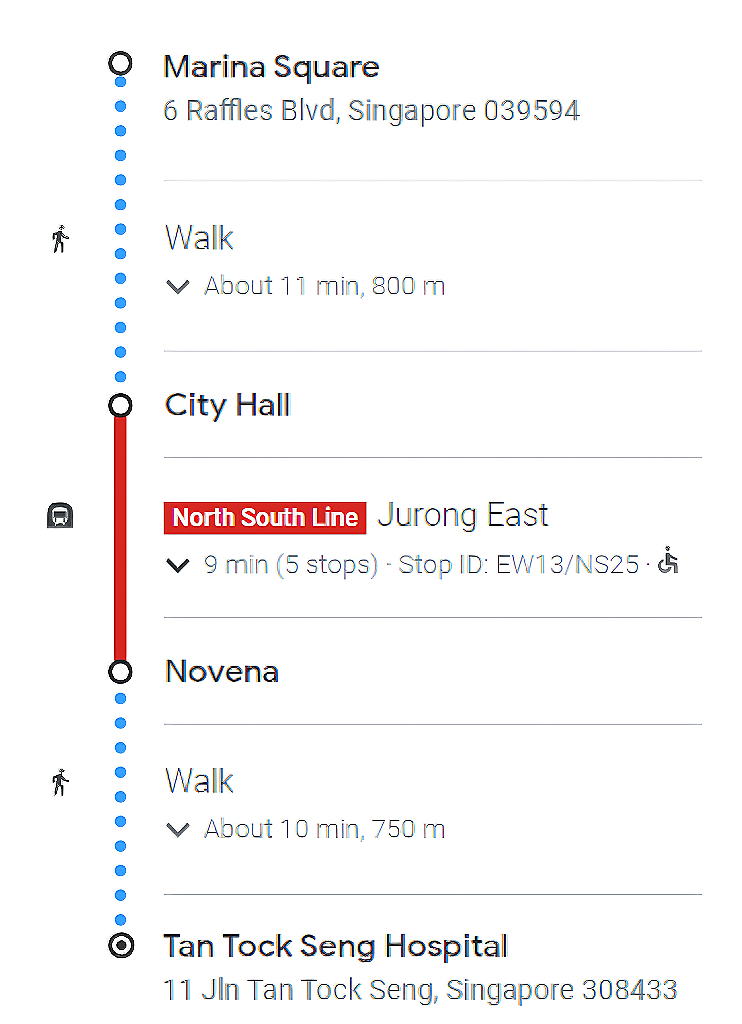 Marina Square
6 Raffles Blvd, Singapore 039594
Walk
About 11 min, 800 m
City Hall
North South Line Jurong East
9 min (5 stops) · Stop ID: EW13/NS25 ·
Novena
Walk
About 10 min, 750 m
Tan Tock Seng Hospital
11 Jln Tan Tock Seng, Singapore 308433